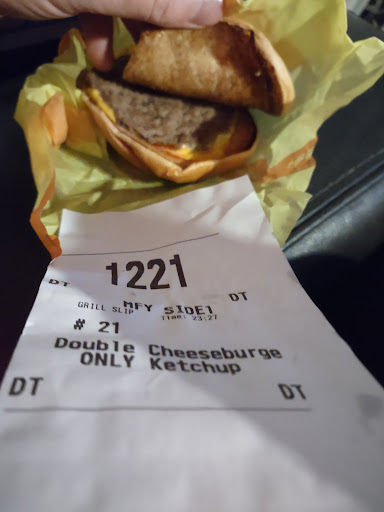 1221
DT DT
GRILL SLIP MFY SIDE1
Time: 23:27
# 21
Double Cheeseburge
ONLY Ketchup
DT DT